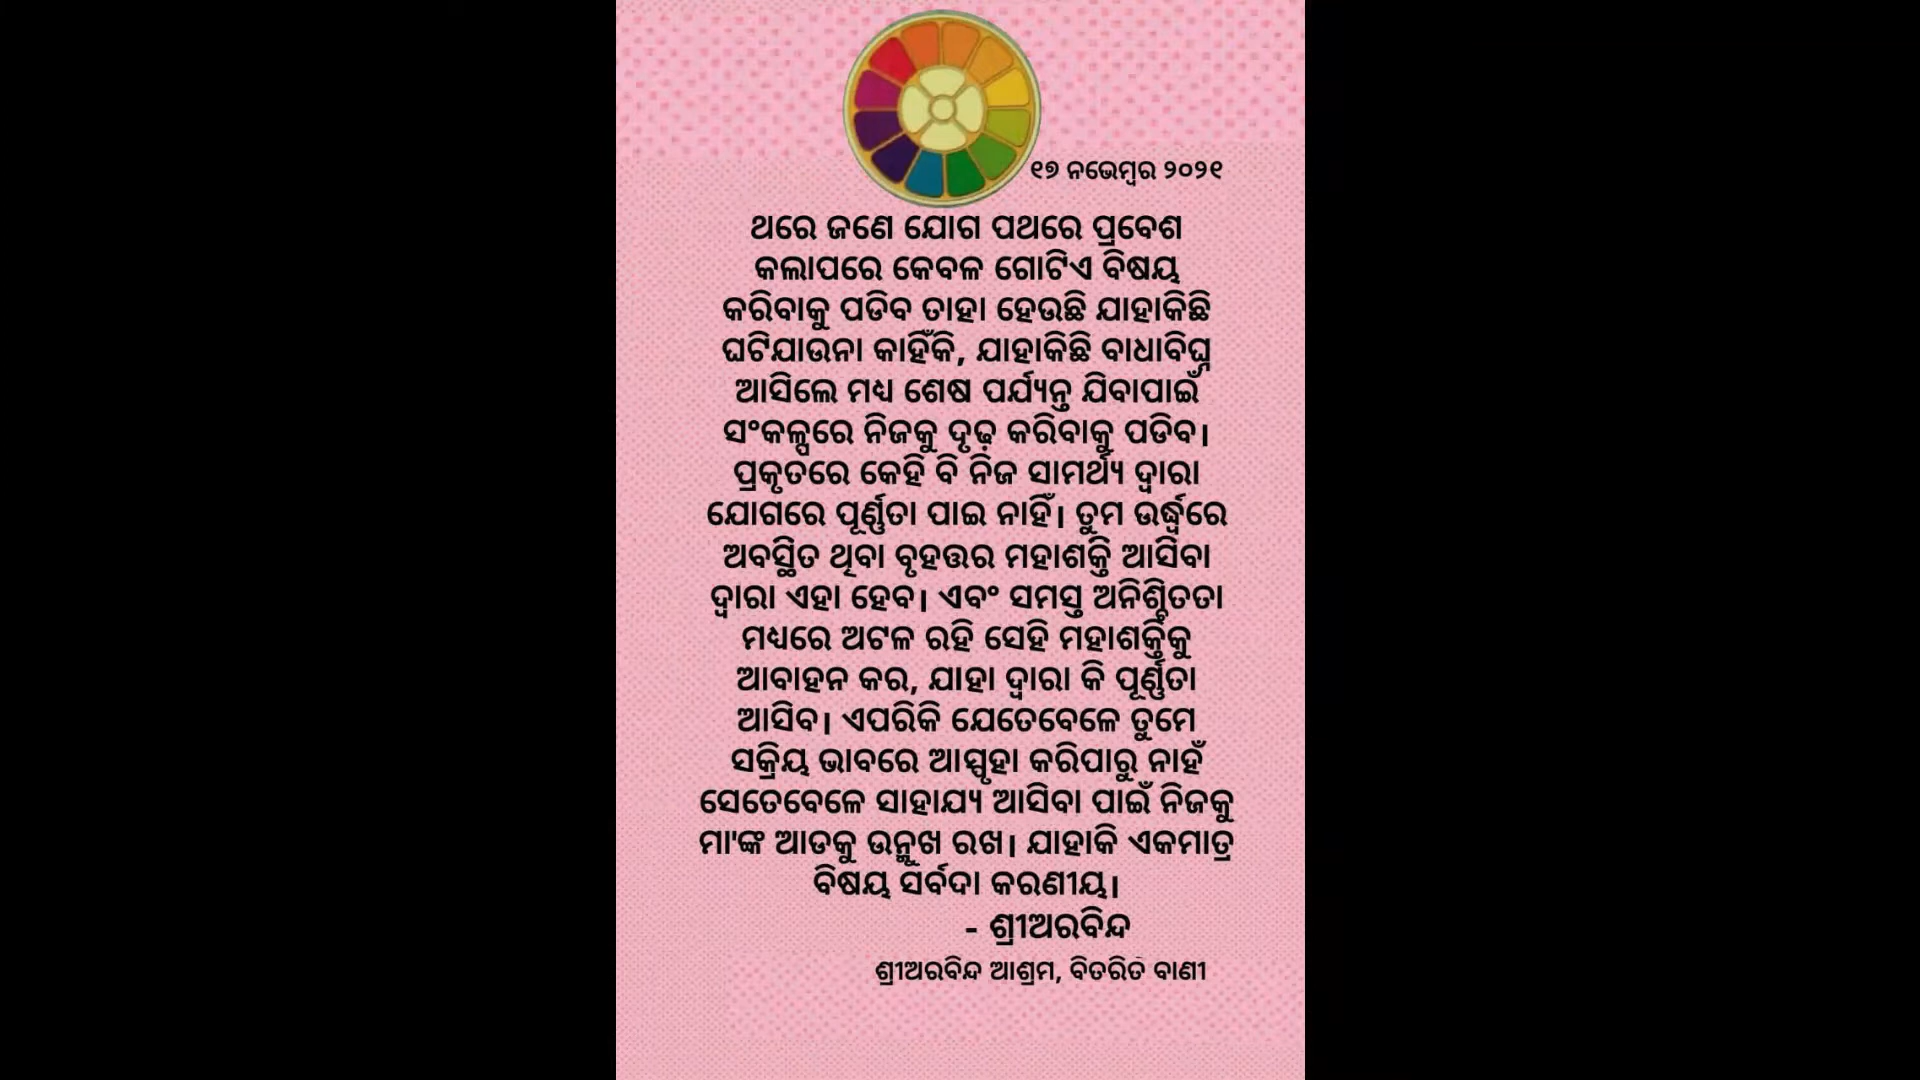 ୧୭ ନଭେମ୍ବର ୨୦୨୧
ଥରେ ଜଣେ ଯୋଗ ପଥରେ ପ୍ରବେଶ
କଲାପରେ କେବଳ ଗୋଟିଏ ବିଷୟ
କରିବାକୁ ପଡିବ ତାହା ହେଉଛି ଯାହାକିଛି
ଘଟିଯାଉନା କାହିଁକି, ଯାହାକିଛି ବାଧାବିଘ୍ନ
ଆସିଲେ ମଧ୍ୟ ଶେଷ ପର୍ଯ୍ୟନ୍ତ ଯିବାପାଇଁ
ସଂକଳ୍ପରେ ନିଜକୁ ଦୃଢ଼ କରିବାକୁ ପଡିବ।
ପ୍ରକୃତରେ କେହି ବି ନିଜ ସାମର୍ଥ୍ୟ ଦ୍ୱାରା
ଯୋଗରେ ପୂର୍ଣ୍ଣତା ପାଇ ନାହିଁ। ତୁମ ଉର୍ଦ୍ଧ୍ୱରେ
ଅବସ୍ଥିତ ଥିବା ବୃହତ୍ତର ମହାଶକ୍ତି ଆସିବା
ଦ୍ୱାରା ଏହା ହେବ। ଏବଂ ସମସ୍ତ ଅନିଶ୍ଚିତତା
ମଧ୍ୟରେ ଅଟଳ ରହି ସେହି ମହାଶକ୍ତିକୁ
ଆବାହନ କର, ଯାହା ଦ୍ୱାରା କି ପୂର୍ଣ୍ଣତା
ଆସିବ। ଏପରିକି ଯେତେବେଳେ ତୁମେ
ସକ୍ରିୟ ଭାବରେ ଆସ୍ପୃହା କରିପାରୁ ନାହଁ
ସେତେବେଳେ ସାହାଯ୍ୟ ଆସିବା ପାଇଁ ନିଜକୁ
ମା'ଙ୍କ ଆଡକୁ ଉନ୍ମୁଖ ରଖ। ଯାହାକି ଏକମାତ୍ର
ବିଷୟ ସର୍ବଦା କରଣୀୟ।
- ଶ୍ରୀଅରବିନ୍ଦ
ଶ୍ରୀଅରବିନ୍ଦ ଆଶ୍ରମ, ବିତରିତ ବାଣୀ